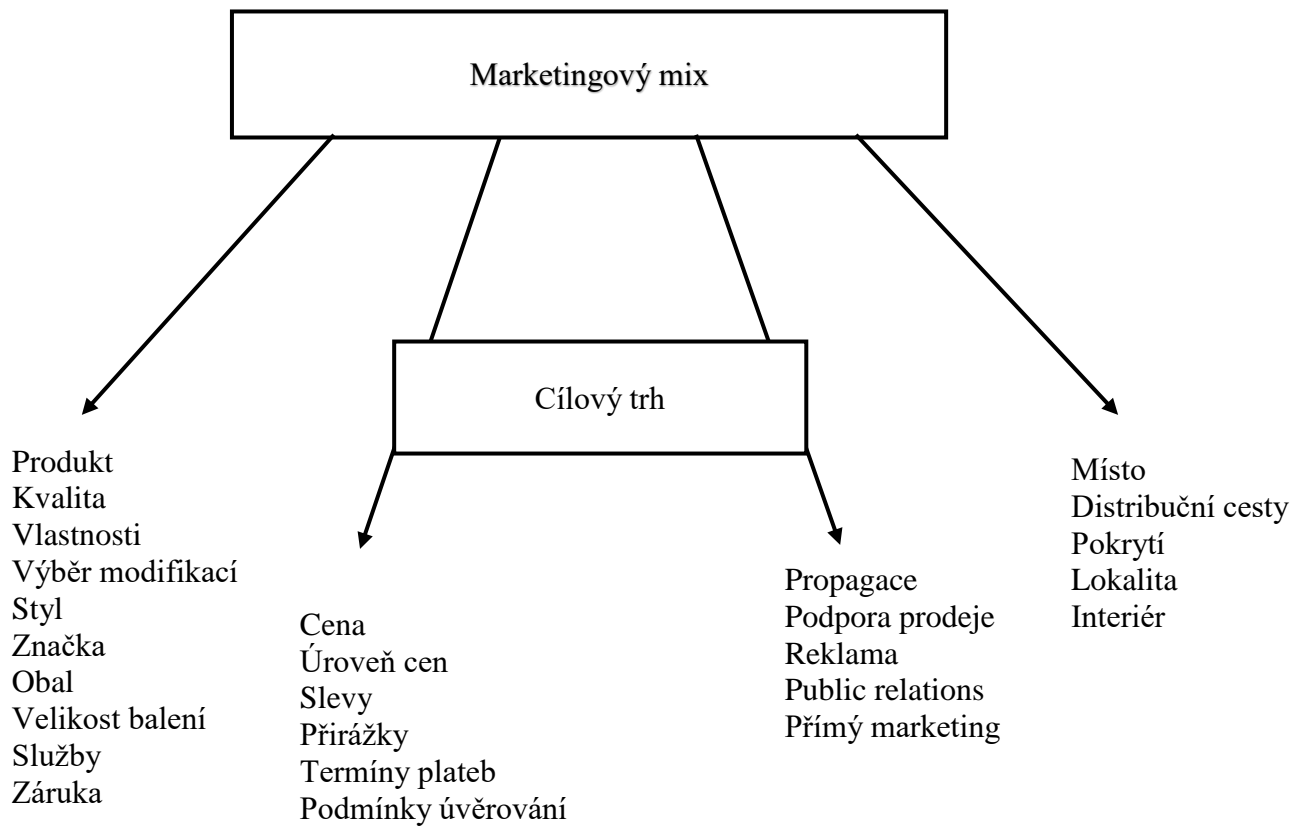 Marketingový mix
Cílový trh
Produkt
Kvalita
Vlastnosti
Výběr modifikací
Styl
Značka
Obal
Velikost balení
Služby
Záruka
Cena
Úroveň cen
Slevy
Přirážky
Termíny plateb
Podmínky úvěrování
Propagace
Podpora prodeje
Reklama
Public relations
Přímý marketing
Místo
Distribuční cesty
Pokrytí
Lokalita
Interiér